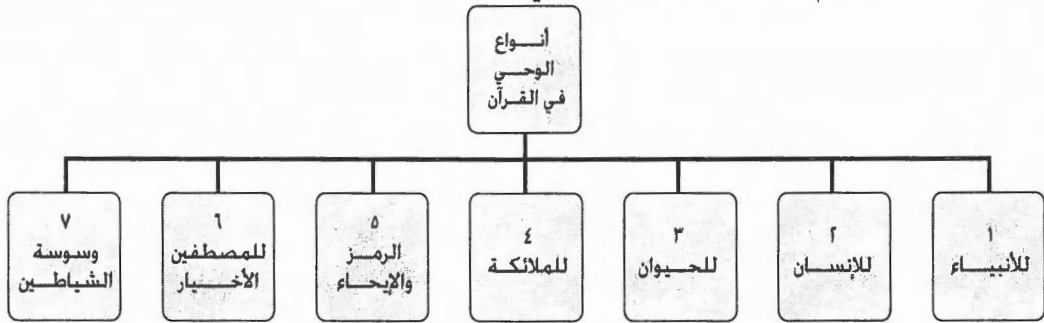 أنواع
الوحي
في القرآن
١
للأنبياء
٢
للإنسان
٣
للحيوان
٤
للملائكة
٥
الرمز
والإيحاء
٦
للمصطفين
الأخيار
٧
وسوسة
الشياطين